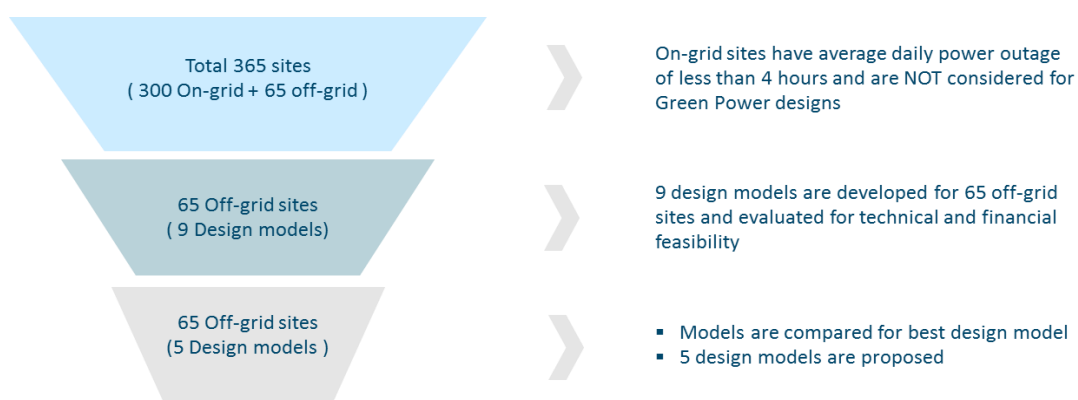 Total 365 sites
( 300 On-grid + 65 off-grid )
On-grid sites have average daily power outage
of less than 4 hours and are NOT considered for
Green Power designs
65 Off-grid sites
( 9 Design models)
9 design models are developed for 65 off-grid
sites and evaluated for technical and financial
feasibility
65 Off-grid sites
(5 Design models )
▪ Models are compared for best design model
▪ 5 design models are proposed